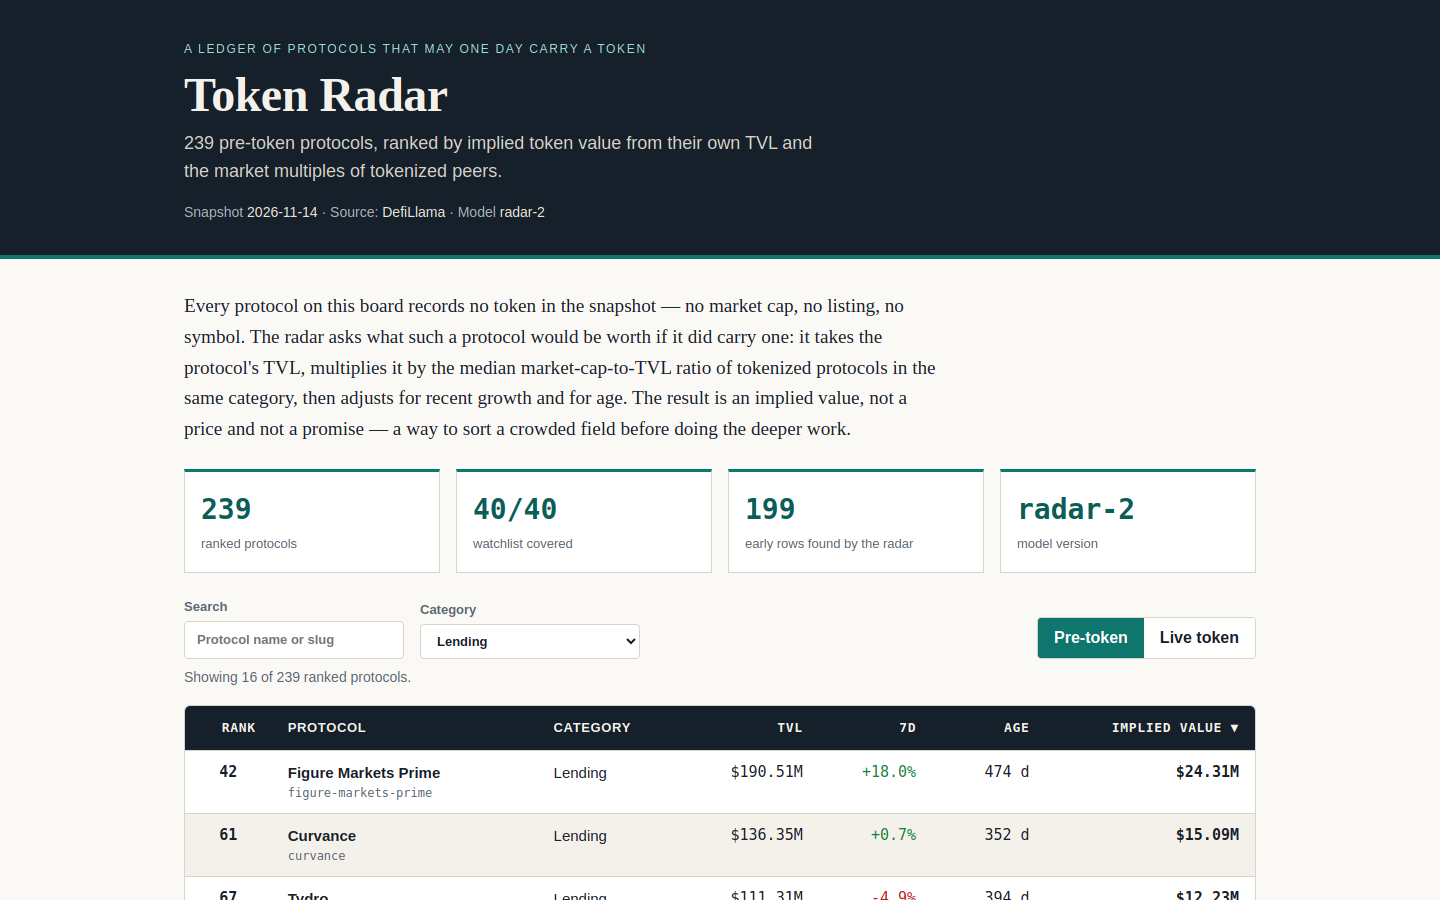 A LEDGER OF PROTOCOLS THAT MAY ONE DAY CARRY A TOKEN
Token Radar
239 pre-token protocols, ranked by implied token value from their own TVL and
the market multiples of tokenized peers.
Snapshot 2026-11-14 · Source: DefiLlama · Model radar-2
Every protocol on this board records no token in the snapshot — no market cap, no listing, no
symbol. The radar asks what such a protocol would be worth if it did carry one: it takes the
protocol's TVL, multiplies it by the median market-cap-to-TVL ratio of tokenized protocols in the
same category, then adjusts for recent growth and for age. The result is an implied value, not a
price and not a promise — a way to sort a crowded field before doing the deeper work.
239 40/40 199 radar-2
ranked protocols watchlist covered early rows found by the radar model version
Search Category
Protocol name or slug Lending Pre-token Live token
Showing 16 of 239 ranked protocols.
RANK PROTOCOL CATEGORY TVL 7D AGE IMPLIED VALUE ▼
42 Figure Markets Prime Lending $190.51M +18.0% 474 d $24.31M
figure-markets-prime
61 Curvance Lending $136.35M +0.7% 352 d $15.09M
curvance
67 Tydro Lending $111.31M -4.9% 394 d $12.23M